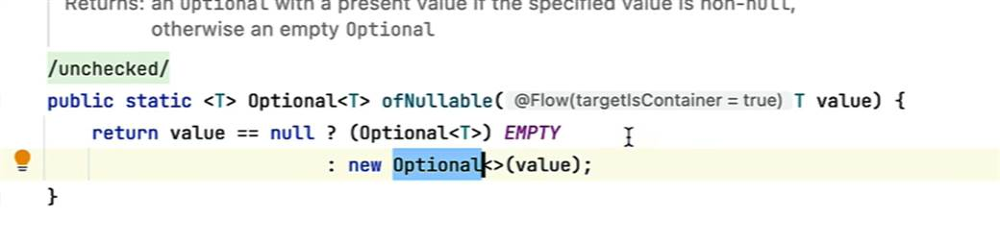 Returns: an Optional with a present value if the specified value is non-null,
otherwise an empty Optional
/unchecked/
public static <T> Optional<T> ofNullable( @Flow(targetIsContainer = true) T value) {
return value == null ? (Optional<T>) EMPTY
: new Optional<>(value);
}